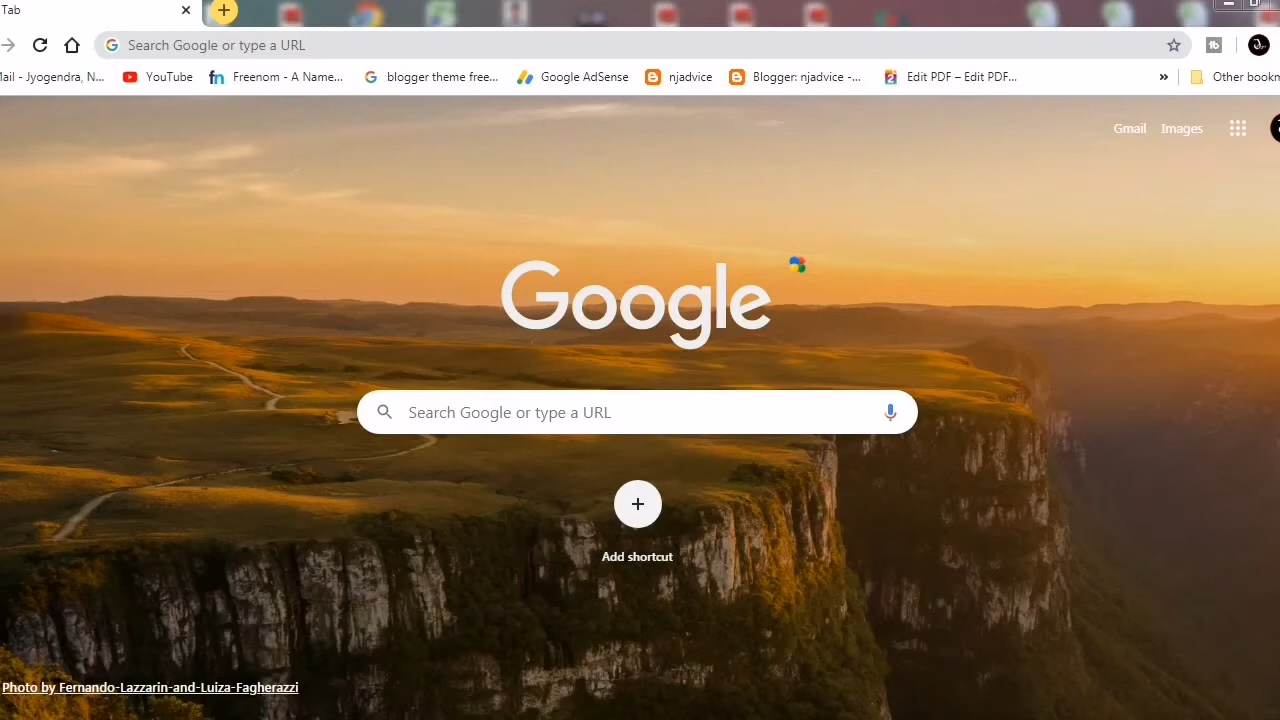 Tab
Search Google or type a URL
Mail - Jyogendra, N... YouTube Freenom - A Name... blogger theme free... Google AdSense njadvice Blogger: njadvice -... Edit PDF – Edit PDF... » Other bookm
Gmail Images
Google
Search Google or type a URL
Add shortcut
Photo by Fernando-Lazzarin-and-Luiza-Fagherazzi